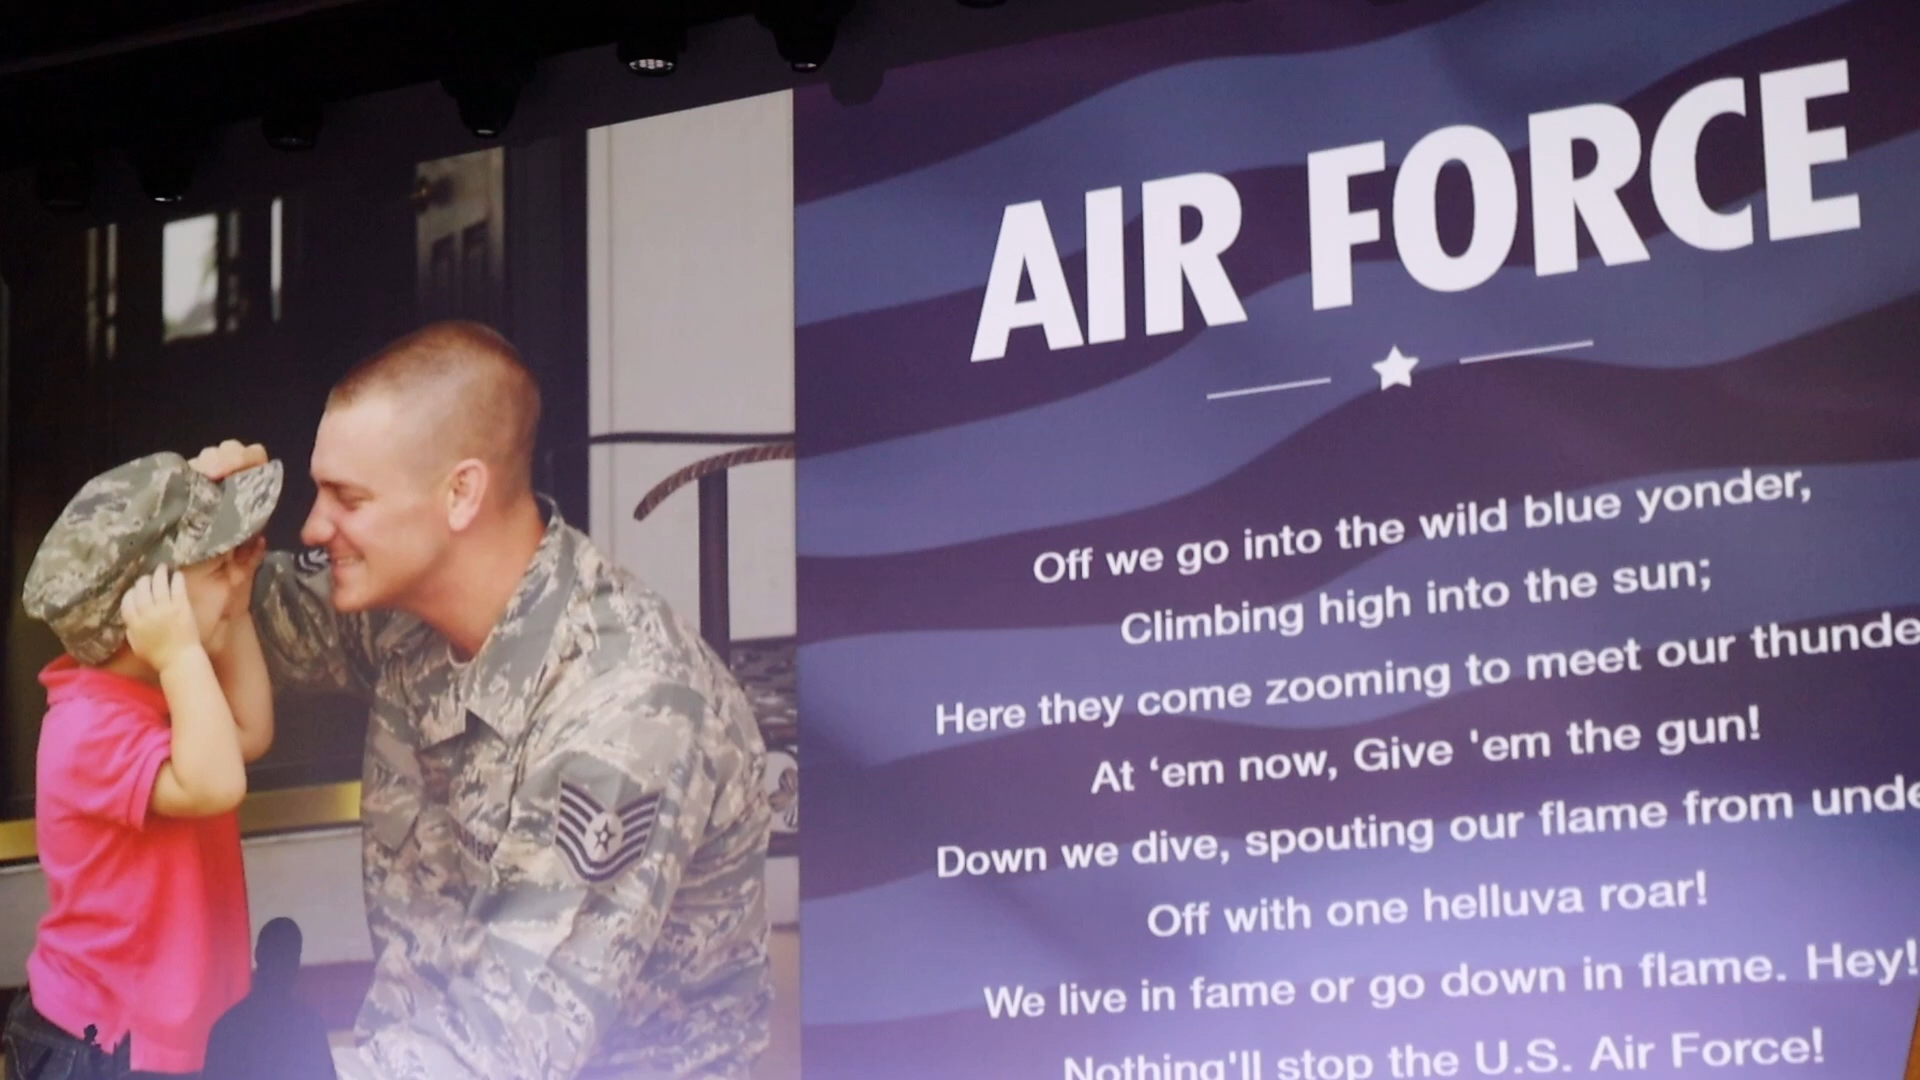 AIR FORCE
Off we go into the wild blue yonder,
Climbing high into the sun;
Here they come zooming to meet our thunde
At ‘em now, Give 'em the gun!
Down we dive, spouting our flame from unde
Off with one helluva roar!
We live in fame or go down in flame. Hey!
Nothing'll stop the U.S. Air Force!